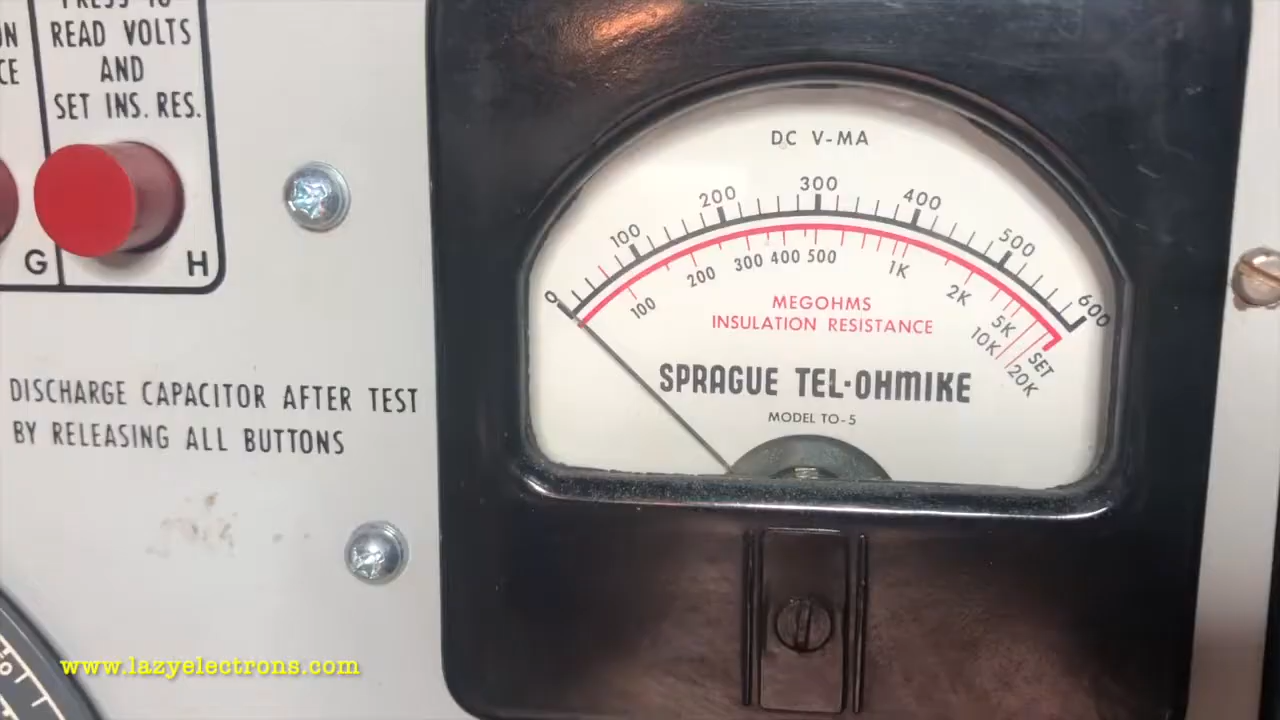 PRESS TO
READ VOLTS
AND
SET INS. RES.
G
H
DISCHARGE CAPACITOR AFTER TEST
BY RELEASING ALL BUTTONS
DC V-MA
0 100 200 300 400 500 600
100 200 300 400 500 1K 2K 5K 10K 20K SET
MEGOHMS
INSULATION RESISTANCE
SPRAGUE TEL-OHMIKE
MODEL TO-5
www.lazyelectrons.com